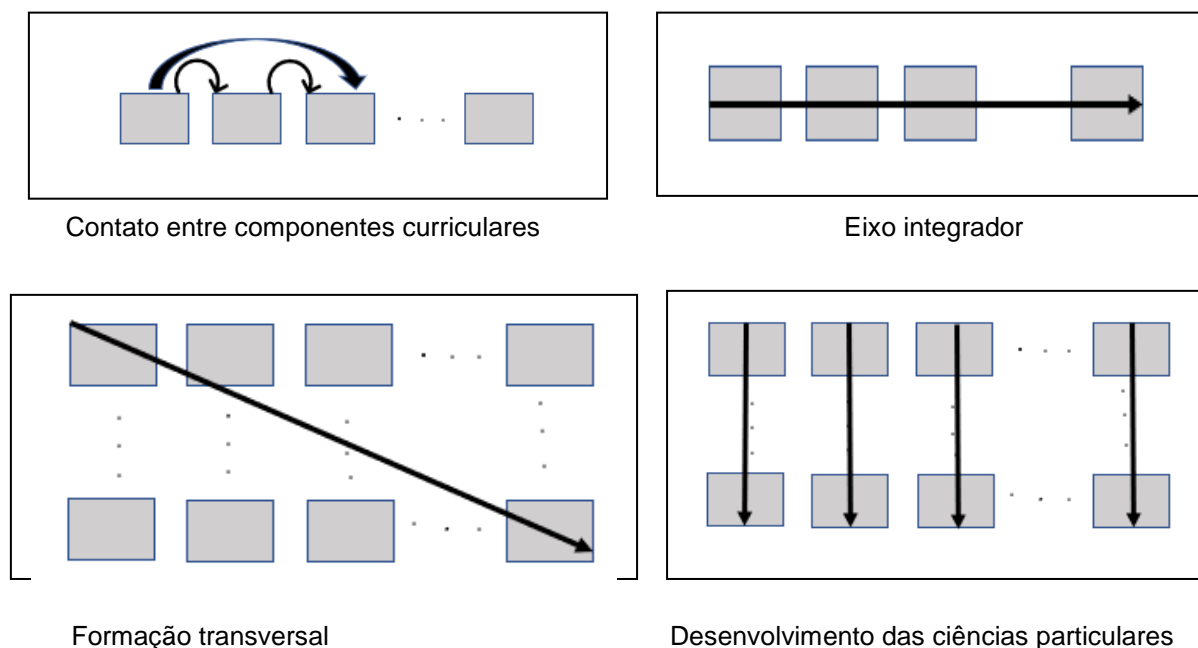 Contato entre componentes curriculares
Eixo integrador
Formação transversal
Desenvolvimento das ciências particulares